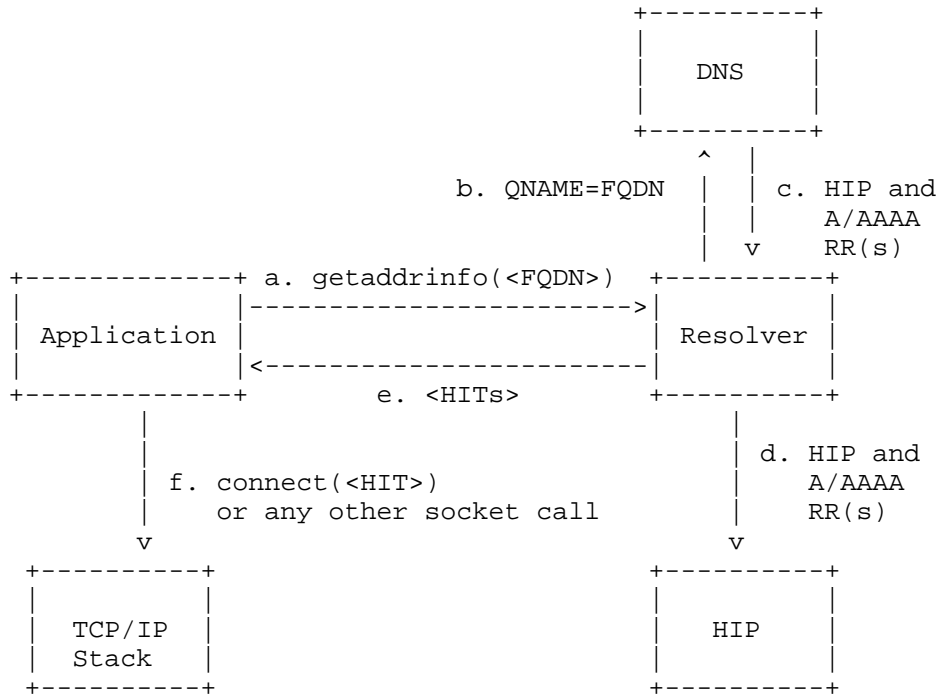 DNS
b. QNAME=FQDN
c. HIP and
A/AAAA
RR(s)
a. getaddrinfo(<FQDN>)
Application
Resolver
e. <HITs>
d. HIP and
A/AAAA
RR(s)
f. connect(<HIT>)
or any other socket call
TCP/IP
Stack
HIP